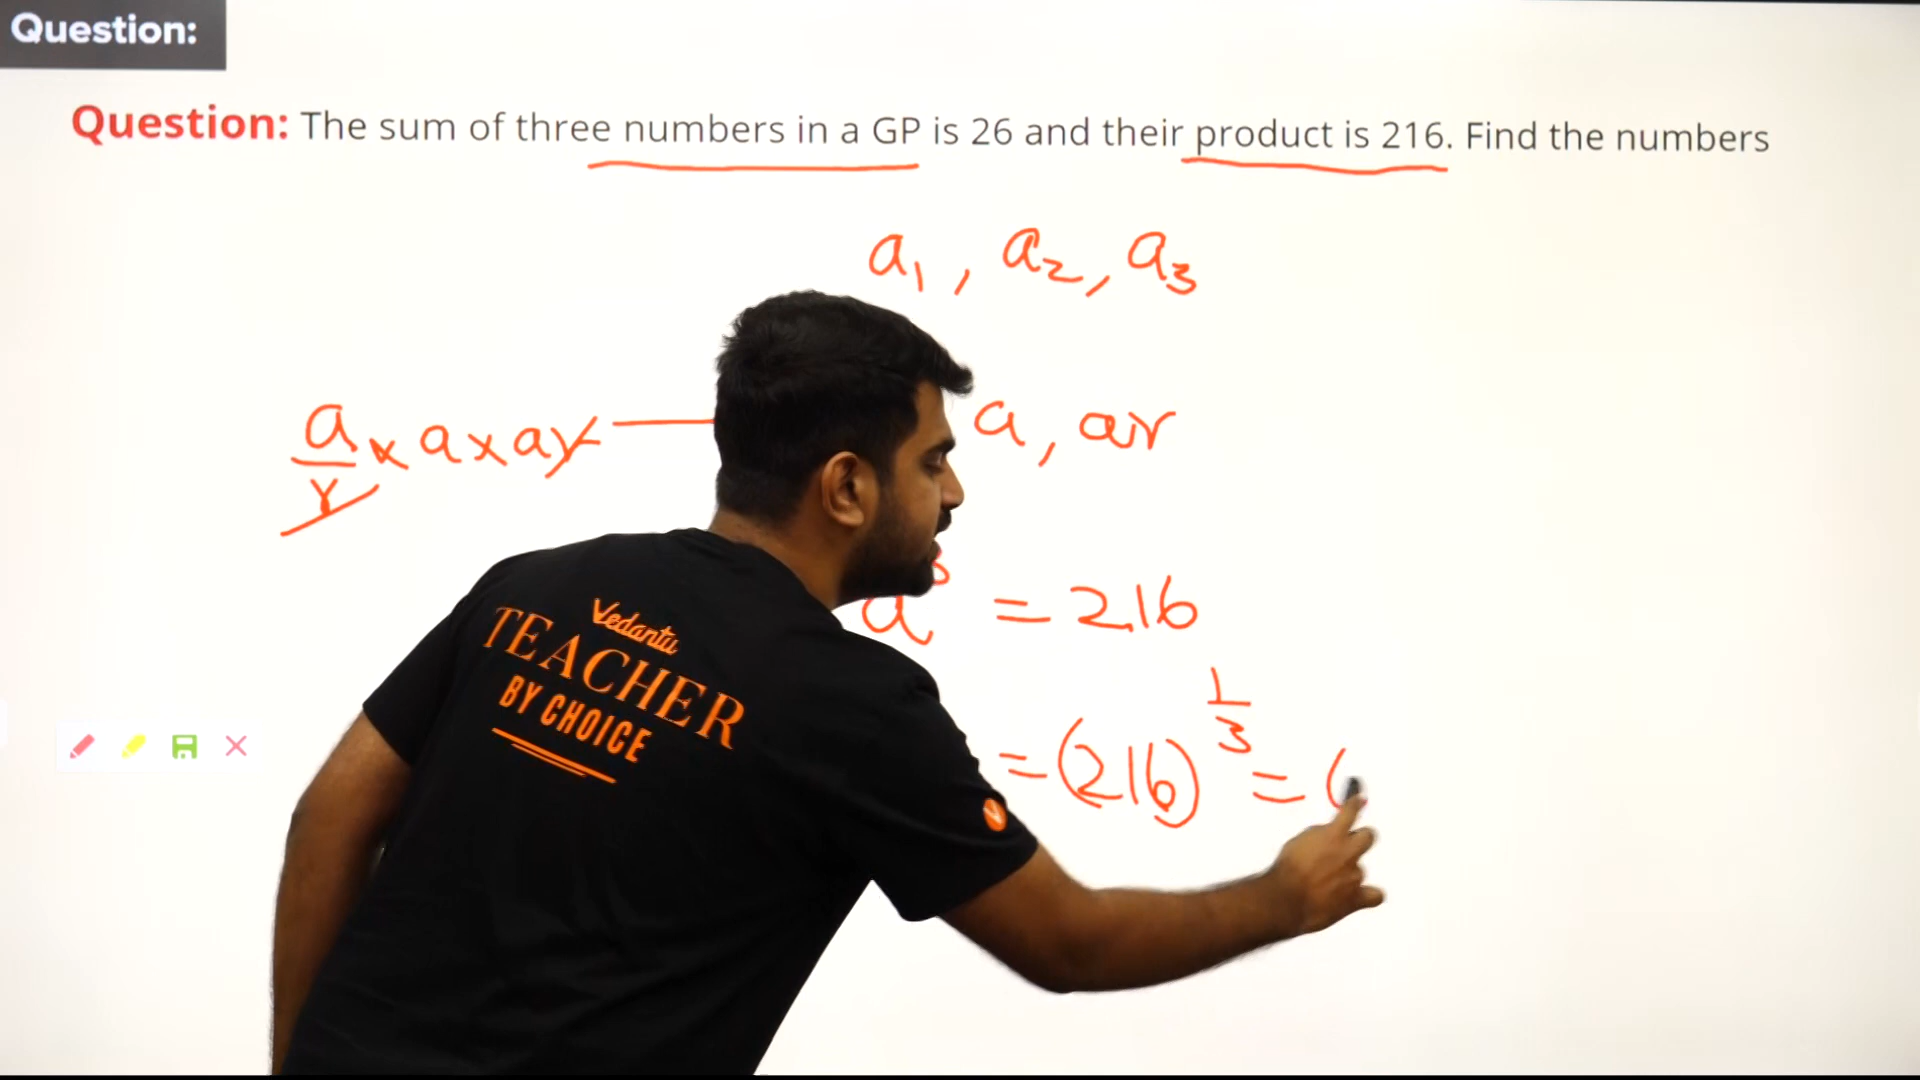 Question:
Question: The sum of three numbers in a GP is 26 and their product is 216. Find the numbers
a₁, a₂, a₃
a/r × a × ar
a, ar
a³ = 216
= (216)^1/3 =
Vedantu
TEACHER
BY CHOICE